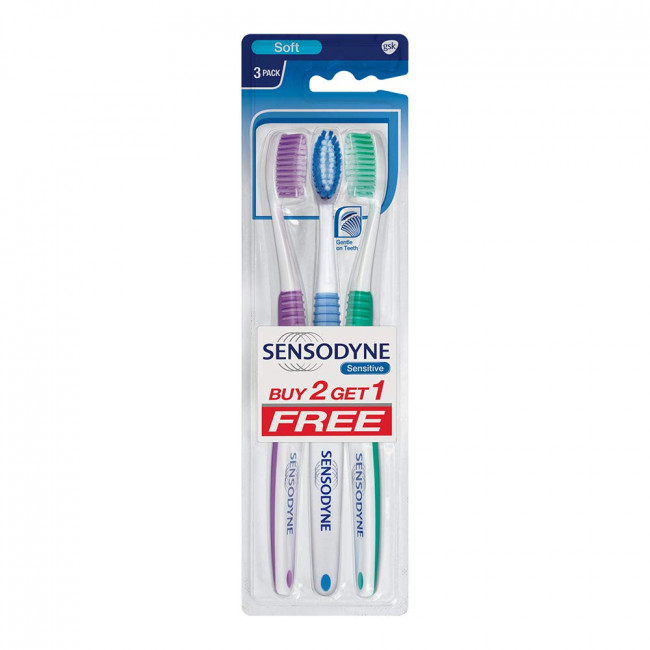 Soft
gsk
3 PACK
Gentle
on Teeth
SENSODYNE
Sensitive
BUY 2 GET 1
FREE
SENSODYNE
SENSODYNE
SENSODYNE